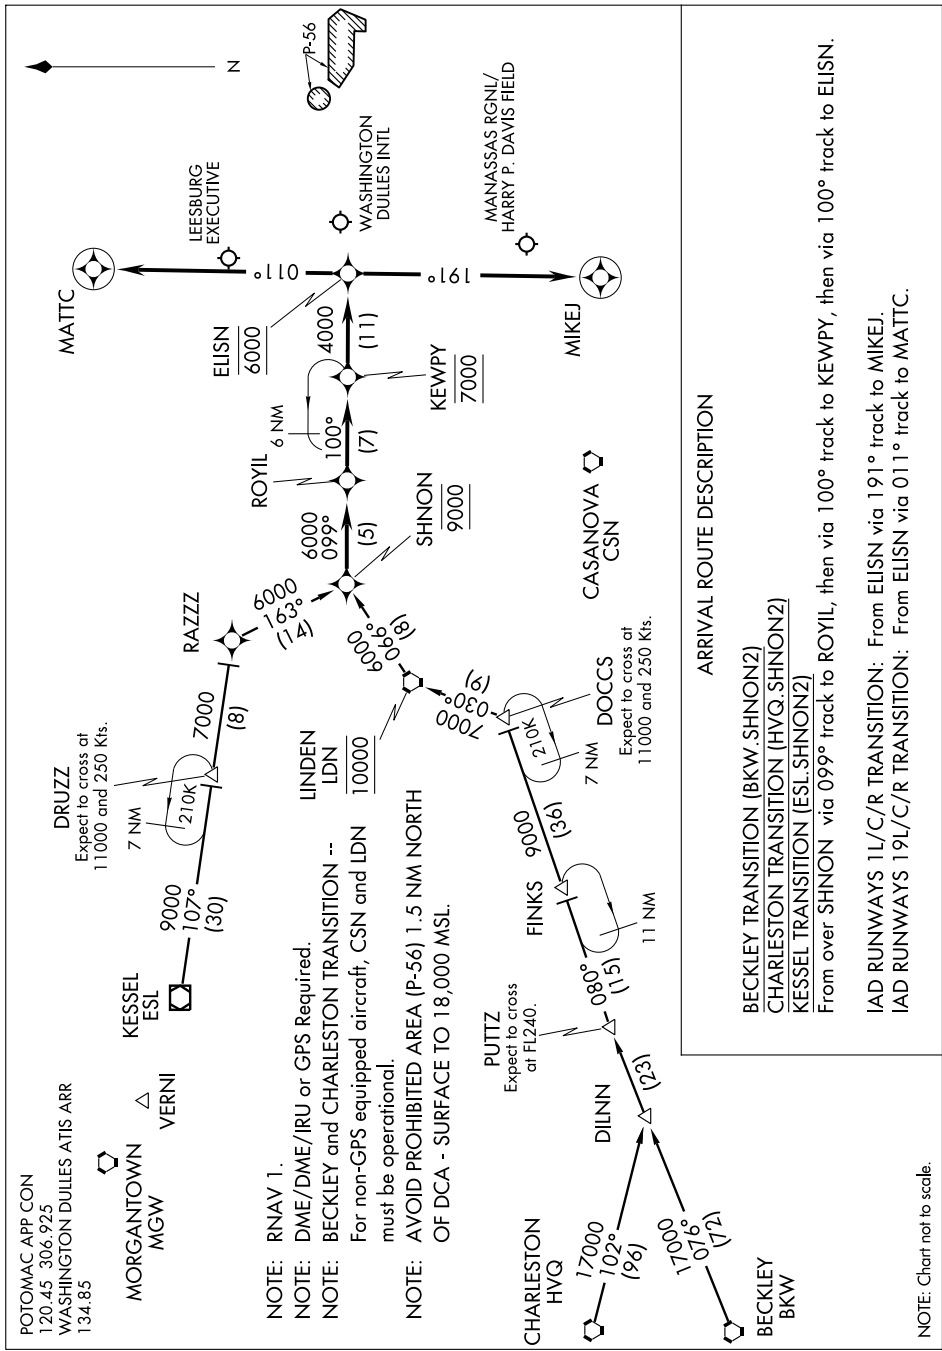 POTOMAC APP CON
120.45 306.925
WASHINGTON DULLES ATIS ARR
134.85
MORGANTOWN
MGW
VERNI
KESSEL
ESL
9000
107°
(30)
DRUZZ
Expect to cross at
11000 and 250 Kts.
7 NM
210K
7000
(8)
RAZZZ
6000
163°
(14)
MATTC
LEESBURG
EXECUTIVE
011°
N
P-56
WASHINGTON
DULLES INTL
MANASSAS RGNL/
HARRY P. DAVIS FIELD
191°
MIKEJ
ELISN
6000
4000
(11)
KEWPY
7000
6 NM
100°
(7)
ROYIL
6000
099°
(5)
SHNON
9000
CASANOVA
CSN
6000
066°
(8)
LINDEN
LDN
10000
7000
030°
(9)
DOCCS
Expect to cross at
11000 and 250 Kts.
210K
7 NM
9000
(36)
FINKS
11 NM
080°
(15)
PUTTZ
Expect to cross
at FL240.
(23)
DILNN
CHARLESTON
HVQ
17000
102°
(96)
17000
076°
(72)
BECKLEY
BKW
NOTE: RNAV 1.
NOTE: DME/DME/IRU or GPS Required.
NOTE: BECKLEY and CHARLESTON TRANSITION --
For non-GPS equipped aircraft, CSN and LDN
must be operational.
NOTE: AVOID PROHIBITED AREA (P-56) 1.5 NM NORTH
OF DCA - SURFACE TO 18,000 MSL.
ARRIVAL ROUTE DESCRIPTION
BECKLEY TRANSITION (BKW.SHNON2)
CHARLESTON TRANSITION (HVQ.SHNON2)
KESSEL TRANSITION (ESL.SHNON2)
From over SHNON via 099° track to ROYIL, then via 100° track to KEWPY, then via 100° track to ELISN.
IAD RUNWAYS 1L/C/R TRANSITION: From ELISN via 191° track to MIKEJ.
IAD RUNWAYS 19L/C/R TRANSITION: From ELISN via 011° track to MATTC.
NOTE: Chart not to scale.